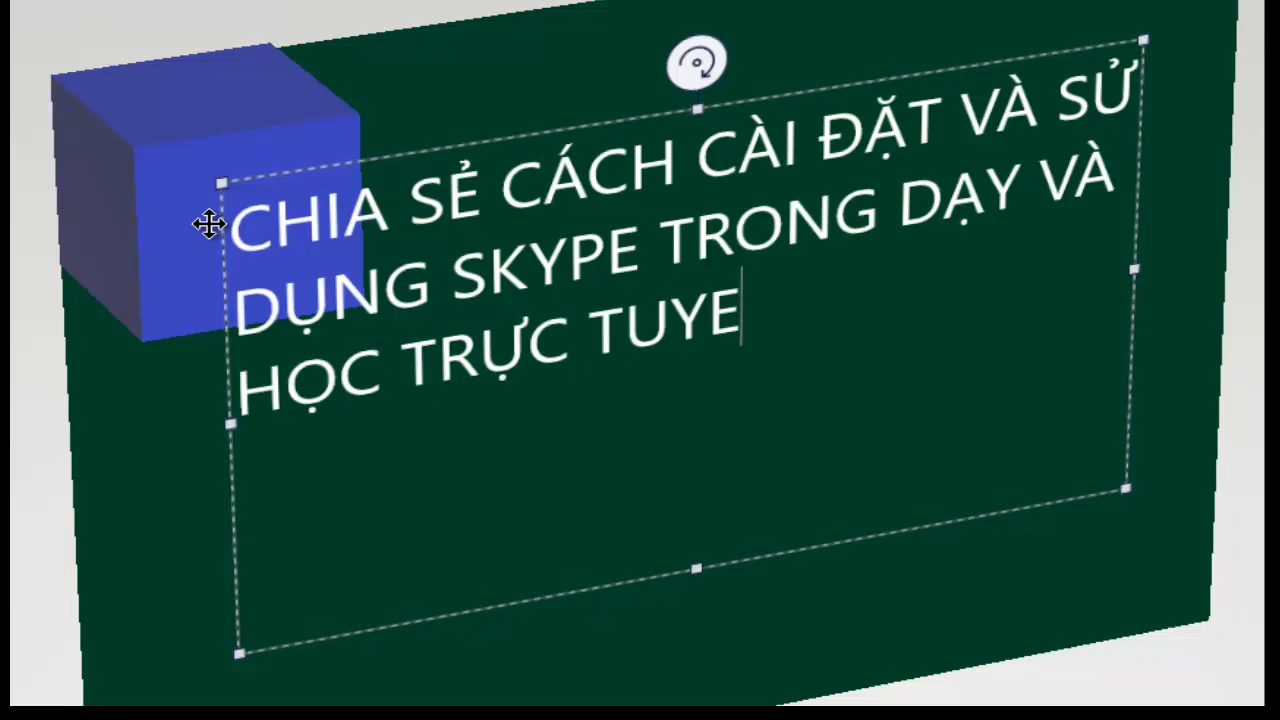 CHIA SẺ CÁCH CÀI ĐẶT VÀ SỬ
DỤNG SKYPE TRONG DẠY VÀ
HỌC TRỰC TUYE